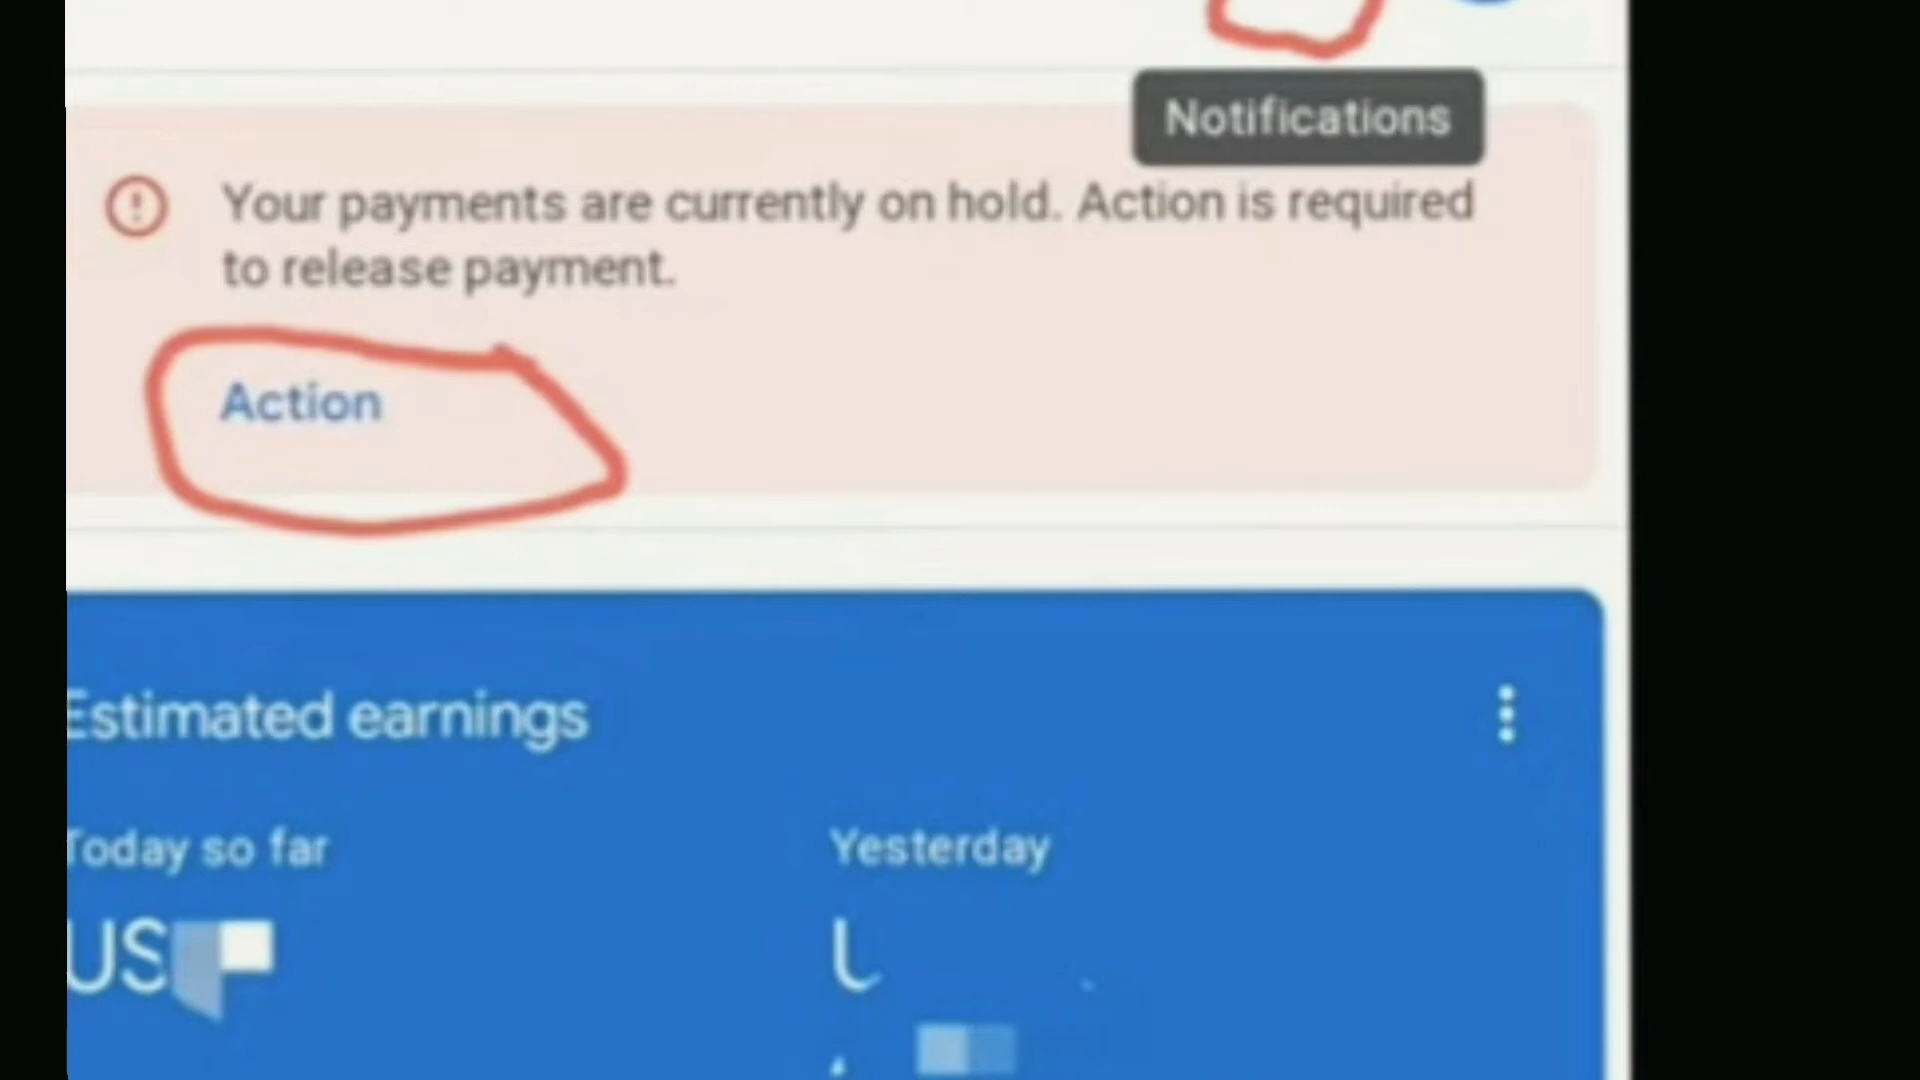 Notifications
Your payments are currently on hold. Action is required
to release payment.
Action
Estimated earnings
Today so far
Yesterday
US